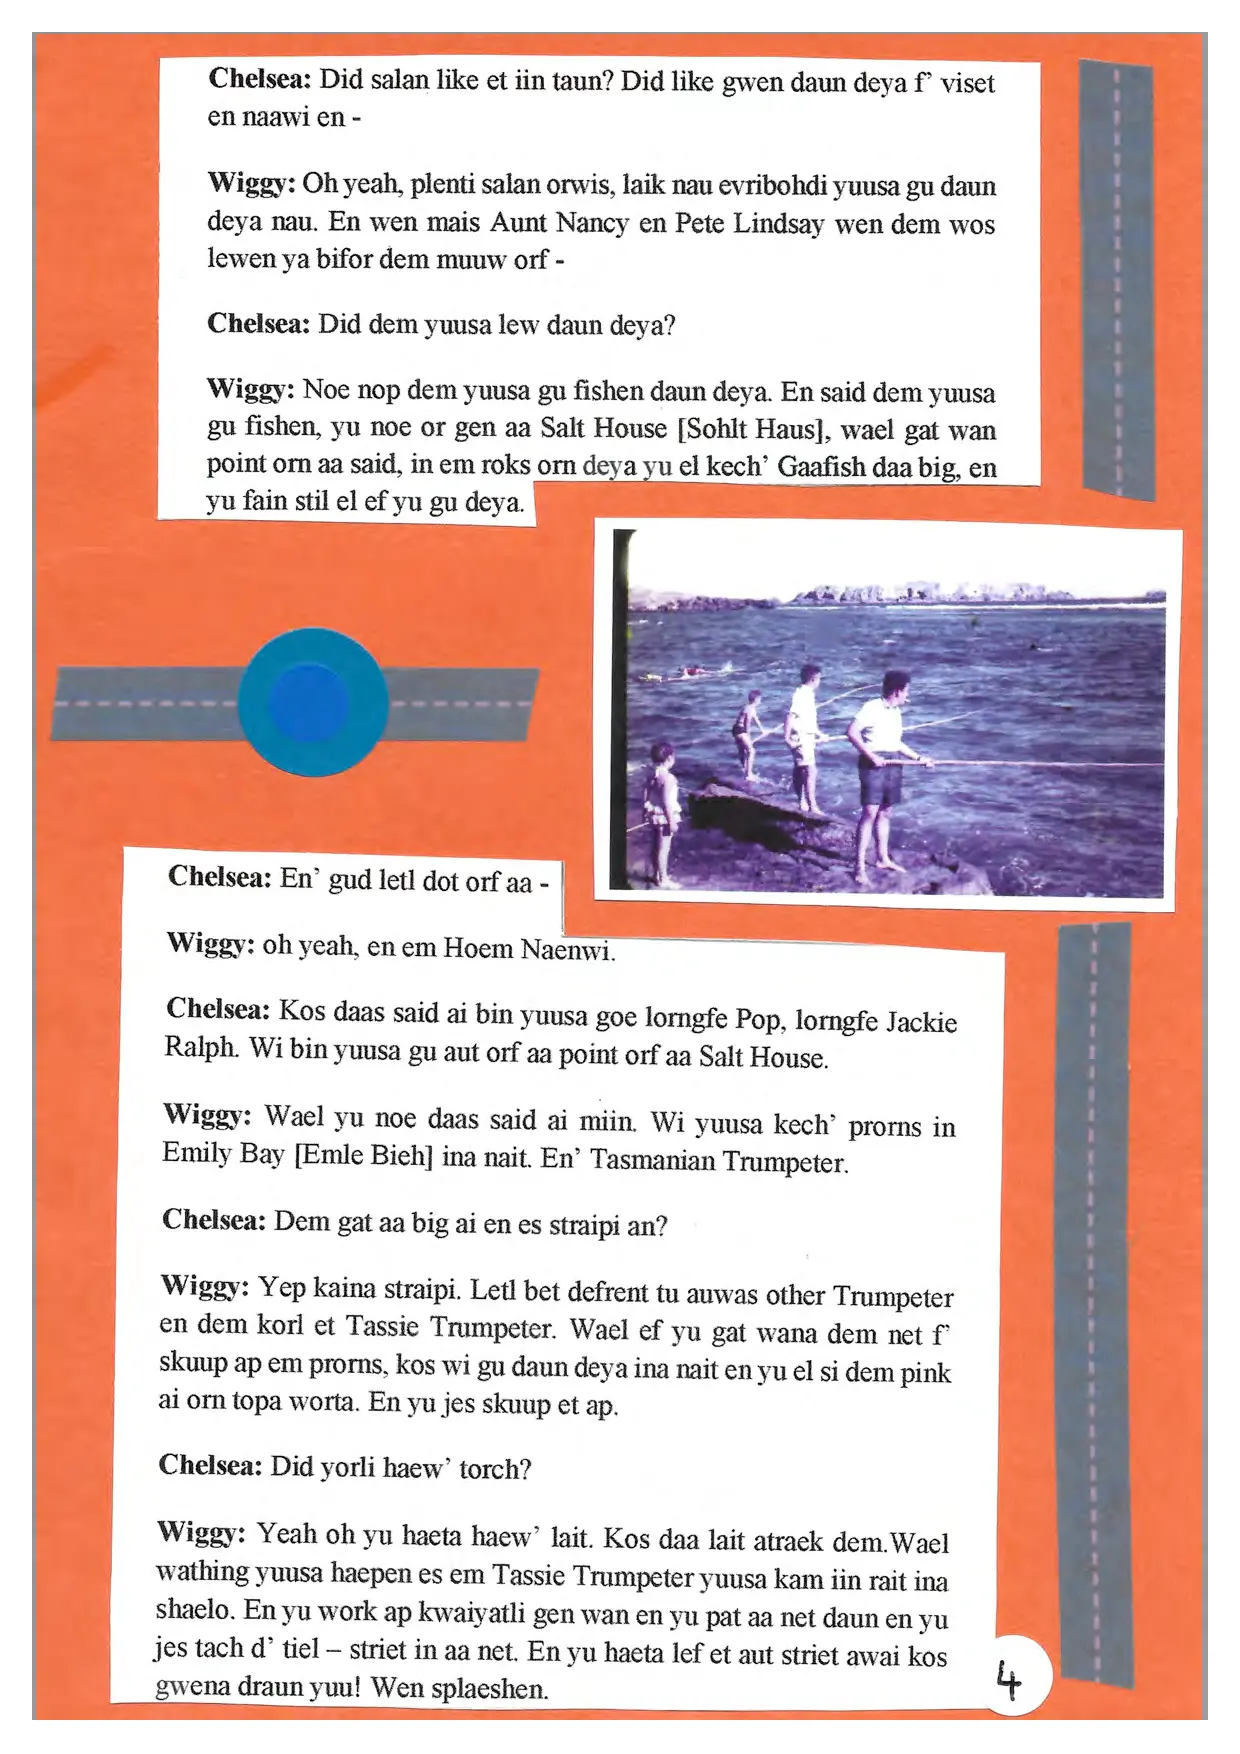 Chelsea: Did salan like et iin taun? Did like gwen daun deya f' viset
en naawi en -
Wiggy: Oh yeah, plenti salan orwis, laik nau evribohdi yuusa gu daun
deya nau. En wen mais Aunt Nancy en Pete Lindsay wen dem wos
lewen ya bifor dem muuw orf -
Chelsea: Did dem yuusa lew daun deya?
Wiggy: Noe nop dem yuusa gu fishen daun deya. En said dem yuusa
gu fishen, yu noe or gen aa Salt House [Sohlt Haus], wael gat wan
point orn aa said, in em roks orn deya yu el kech' Gaafish daa big, en
yu fain stil el ef yu gu deya.
Chelsea: En' gud letl dot orf aa -
Wiggy: oh yeah, en em Hoem Naenwi.
Chelsea: Kos daas said ai bin yuusa goe lorngfe Pop, lorngfe Jackie
Ralph. Wi bin yuusa gu aut orf aa point orf aa Salt House.
Wiggy: Wael yu noe daas said ai miin. Wi yuusa kech' prorns in
Emily Bay [Emle Bieh] ina nait. En' Tasmanian Trumpeter.
Chelsea: Dem gat aa big ai en es straipi an?
Wiggy: Yep kaina straipi. Letl bet defrent tu auwas other Trumpeter
en dem korl et Tassie Trumpeter. Wael ef yu gat wana dem net f'
skuup ap em prorns, kos wi gu daun deya ina nait en yu el si dem pink
ai orn topa worta. En yu jes skuup et ap.
Chelsea: Did yorli haew' torch?
Wiggy: Yeah oh yu haeta haew' lait. Kos daa lait atraek dem.Wael
wathing yuusa haepen es em Tassie Trumpeter yuusa kam iin rait ina
shaelo. En yu work ap kwaiyatli gen wan en yu pat aa net daun en yu
jes tach d' tiel – striet in aa net. En yu haeta lef et aut striet awai kos
gwena draun yuu! Wen splaeshen.
4